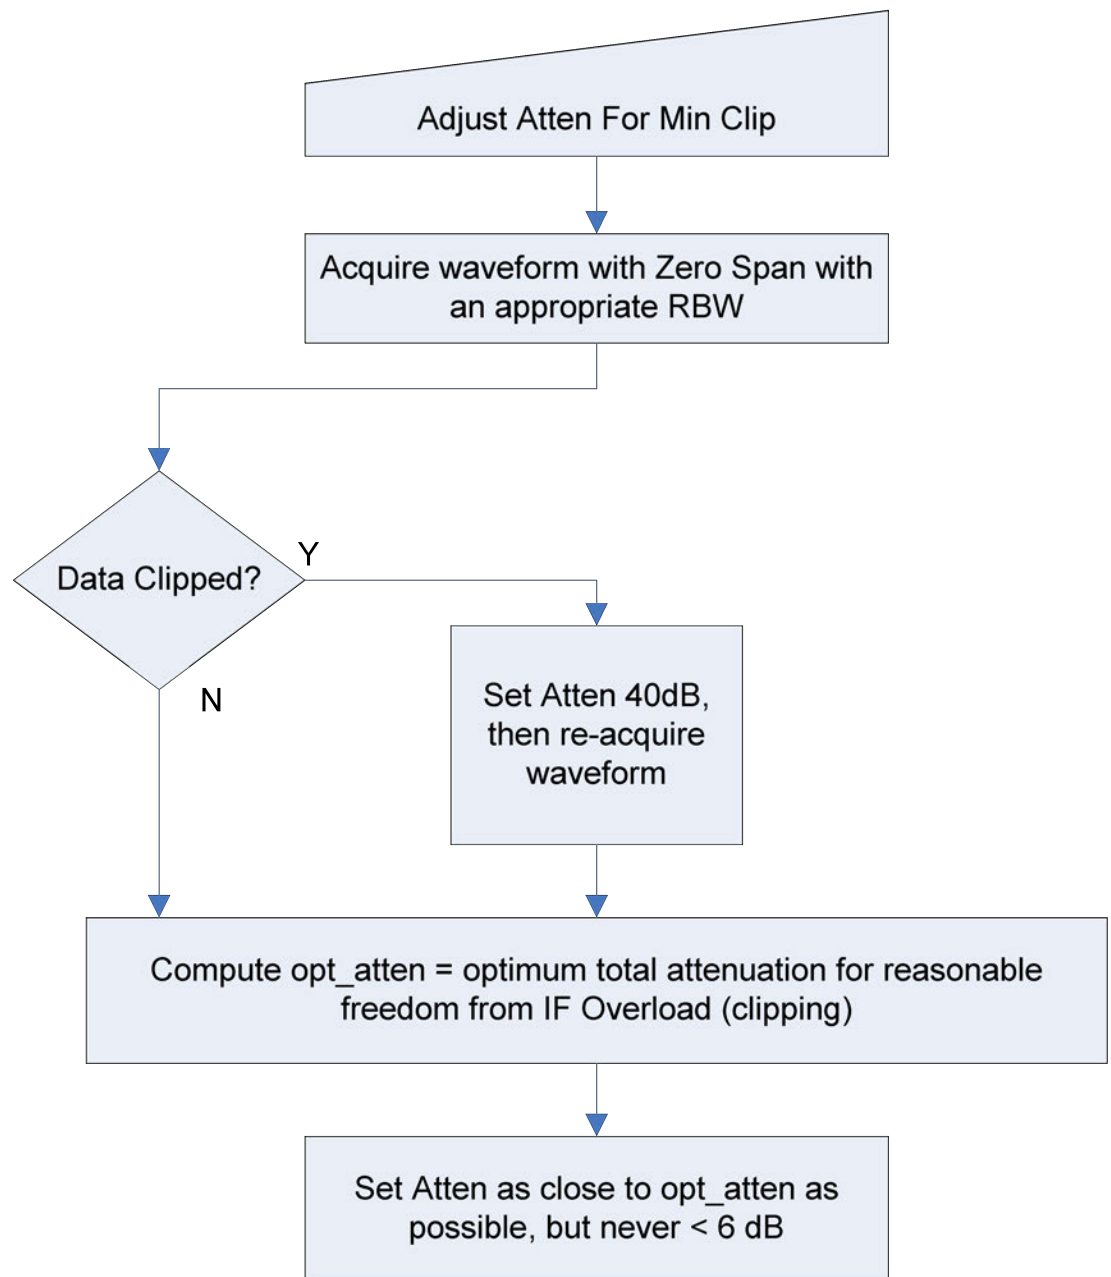 Adjust Atten For Min Clip
Acquire waveform with Zero Span with
an appropriate RBW
Data Clipped?
Y
N
Set Atten 40dB,
then re-acquire
waveform
Compute opt_atten = optimum total attenuation for reasonable
freedom from IF Overload (clipping)
Set Atten as close to opt_atten as
possible, but never < 6 dB